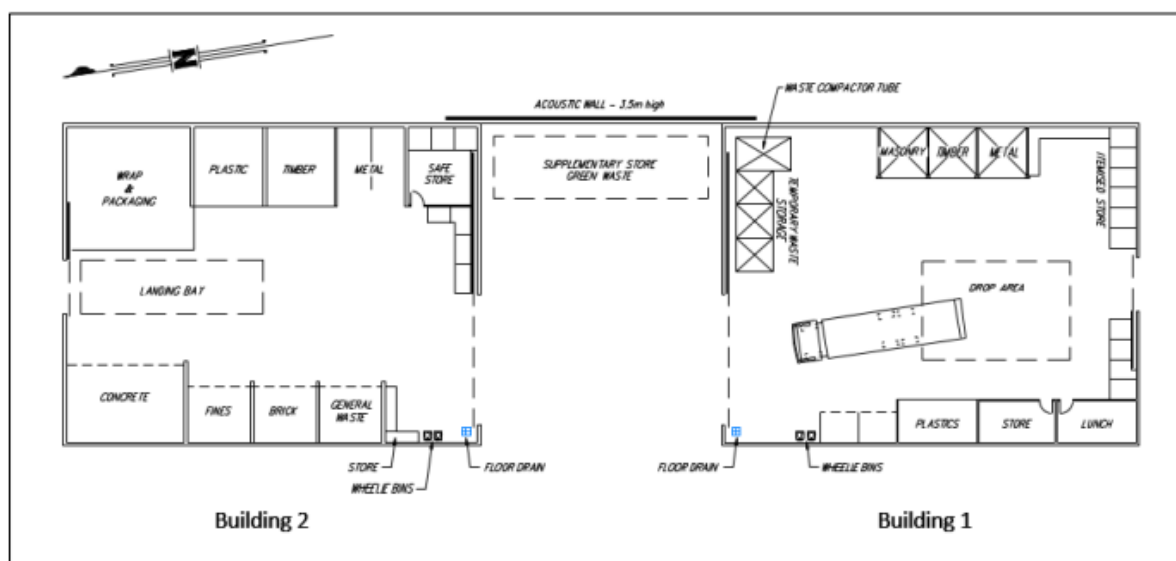 N
WASTE COMPACTOR TUBE
ACOUSTIC WALL - 3.5m high
WRAP
&
PACKAGING
PLASTIC
TIMBER
METAL
SAFE
STORE
SUPPLEMENTARY STORE
GREEN WASTE
TEMPORARY WASTE
STORAGE
MASONRY
TIMBER
METAL
ITEMISED STORE
LANDING BAY
DROP AREA
CONCRETE
FINES
BRICK
GENERAL
WASTE
PLASTICS
STORE
LUNCH
STORE
WHEELIE BINS
FLOOR DRAIN
FLOOR DRAIN
WHEELIE BINS
Building 2
Building 1